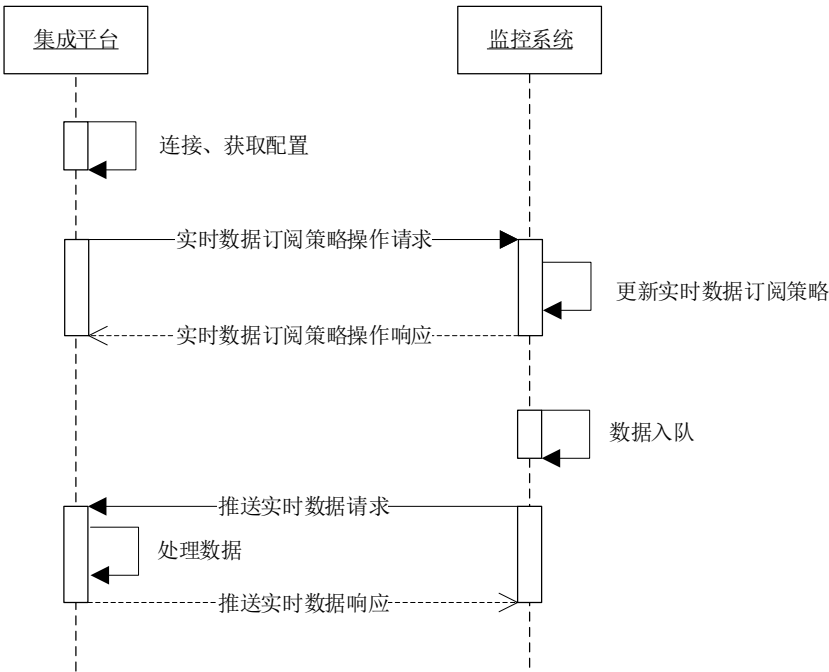 集成平台
监控系统
连接、获取配置
实时数据订阅策略操作请求
更新实时数据订阅策略
实时数据订阅策略操作响应
数据入队
推送实时数据请求
处理数据
推送实时数据响应